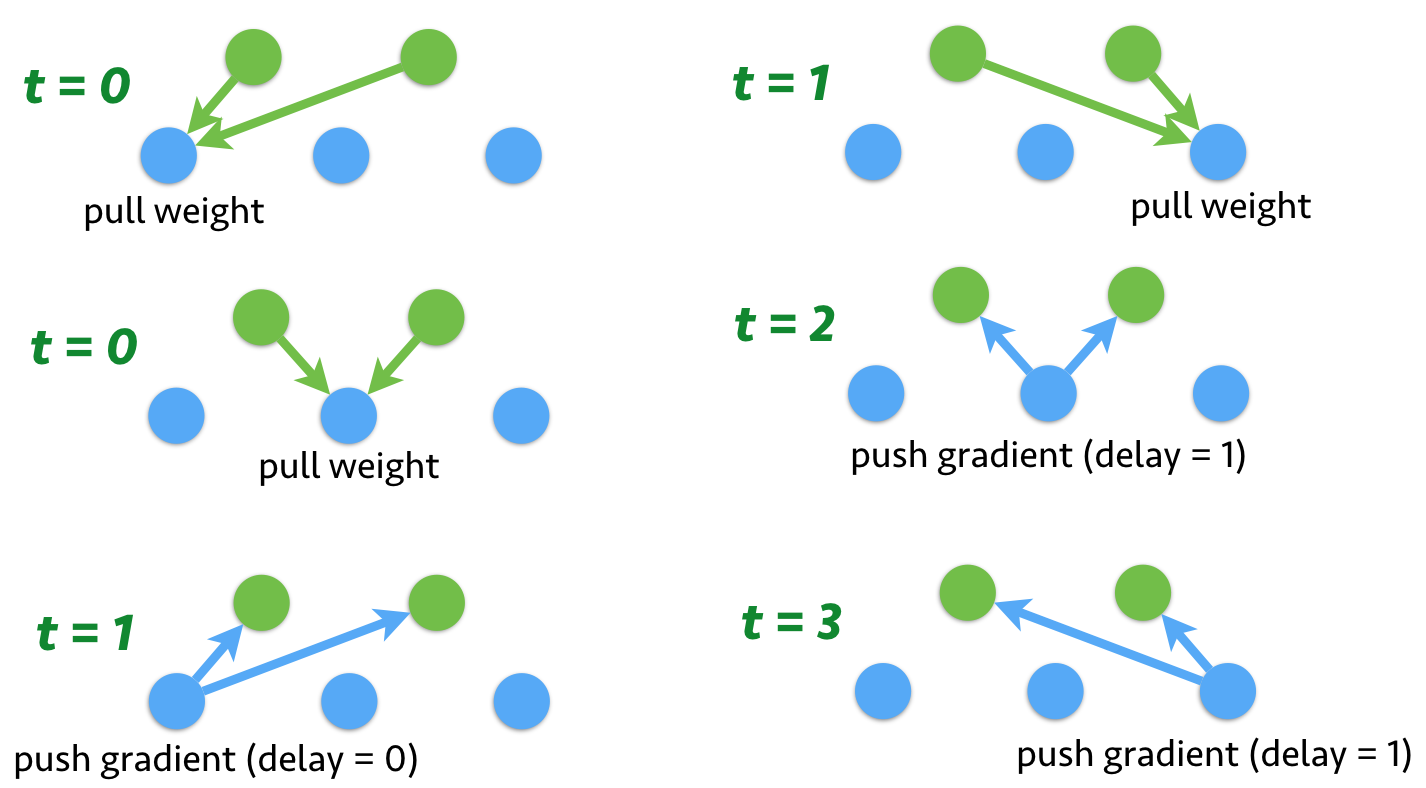 t = 0
pull weight
t = 0
pull weight
t = 1
push gradient (delay = 0)
t = 1
pull weight
t = 2
push gradient (delay = 1)
t = 3
push gradient (delay = 1)